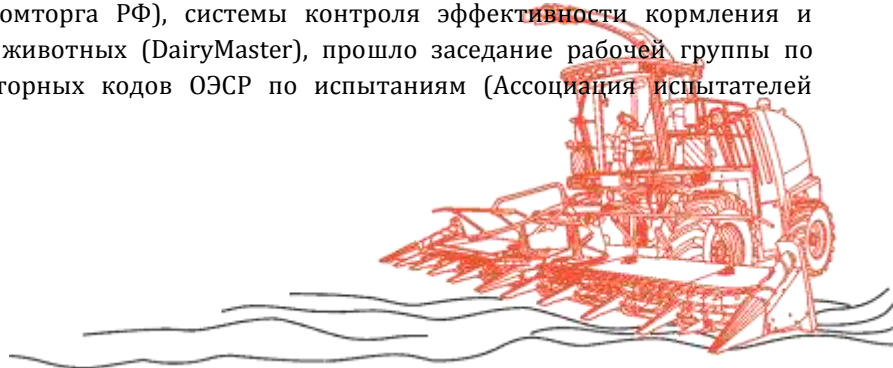 омторга РФ), системы контроля эффективности кормления и
животных (DairyMaster), прошло заседание рабочей группы по
торных кодов ОЭСР по испытаниям (Ассоциация испытателей